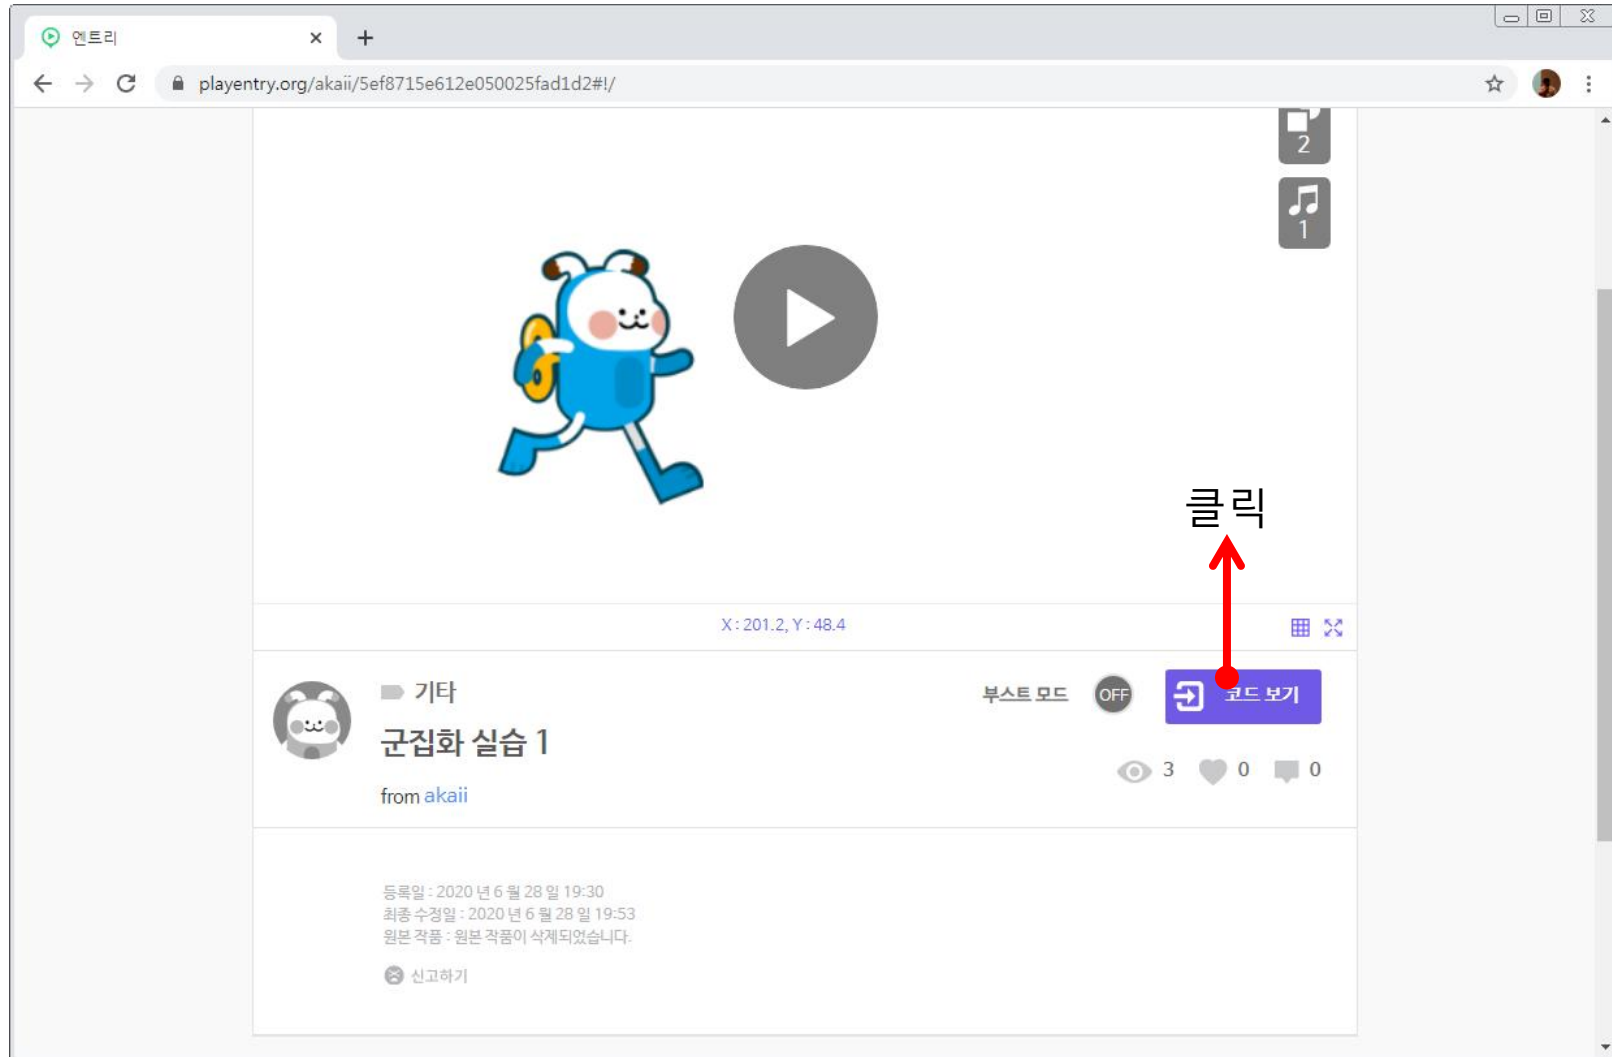 엔트리
playentry.org/akaii/5ef8715e612e050025fad1d2#!/
2
1
클릭
X : 201.2, Y : 48.4
기타
부스트 모드 OFF 코드 보기
군집화 실습 1
3 0 0
from akaii
등록일 : 2020 년 6 월 28 일 19:30
최종 수정일 : 2020 년 6 월 28 일 19:53
원본 작품 : 원본 작품이 삭제되었습니다.
신고하기